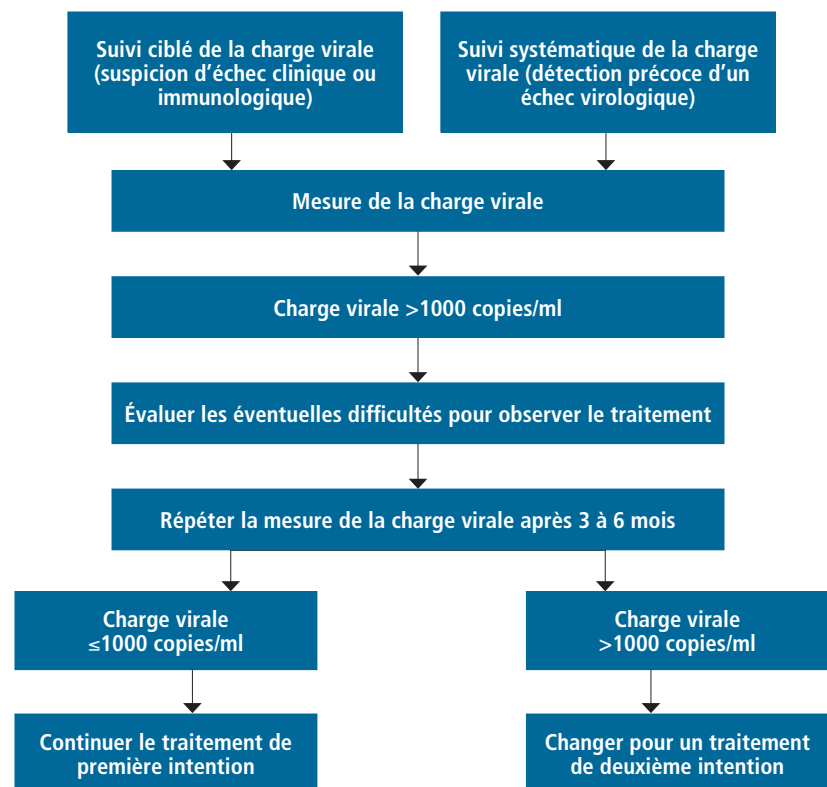 Suivi ciblé de la charge virale
(suspicion d'échec clinique ou
immunologique)
Suivi systématique de la charge
virale (détection précoce d'un
échec virologique)
Mesure de la charge virale
Charge virale >1000 copies/ml
Évaluer les éventuelles difficultés pour observer le traitement
Répéter la mesure de la charge virale après 3 à 6 mois
Charge virale
≤1000 copies/ml
Charge virale
>1000 copies/ml
Continuer le traitement de
première intention
Changer pour un traitement
de deuxième intention